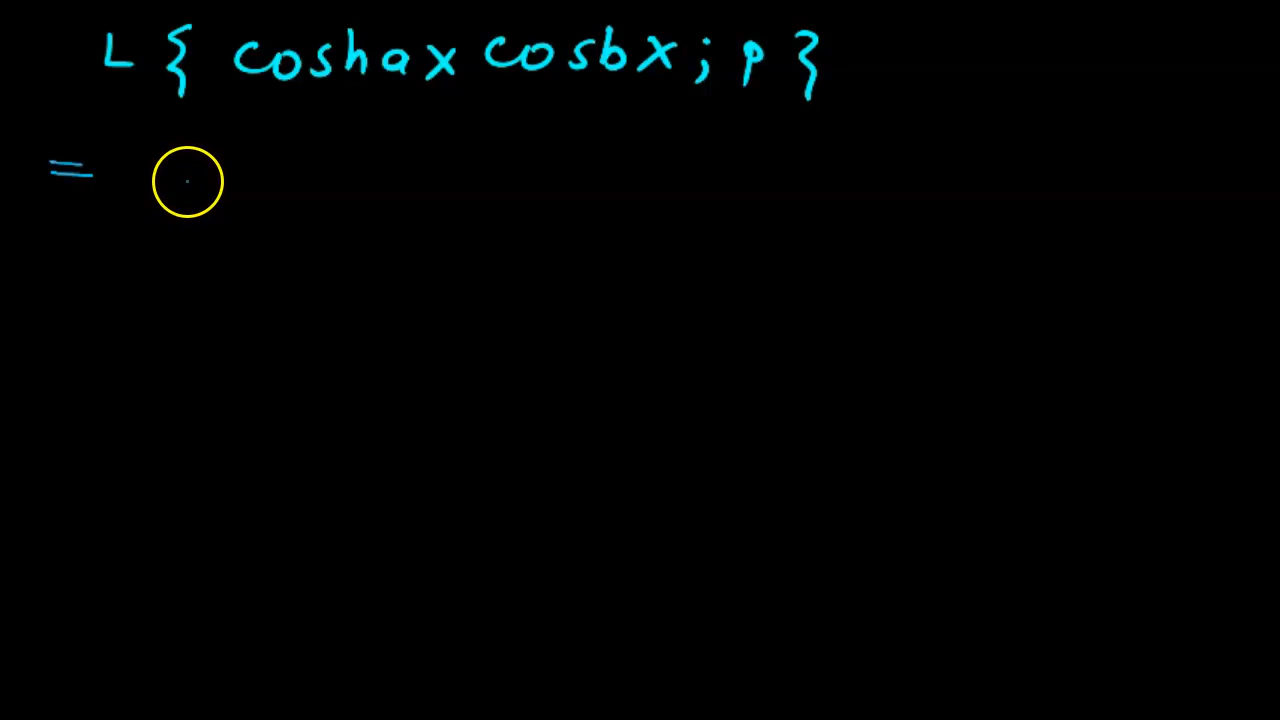 L { coshax cosbx ; p }
=